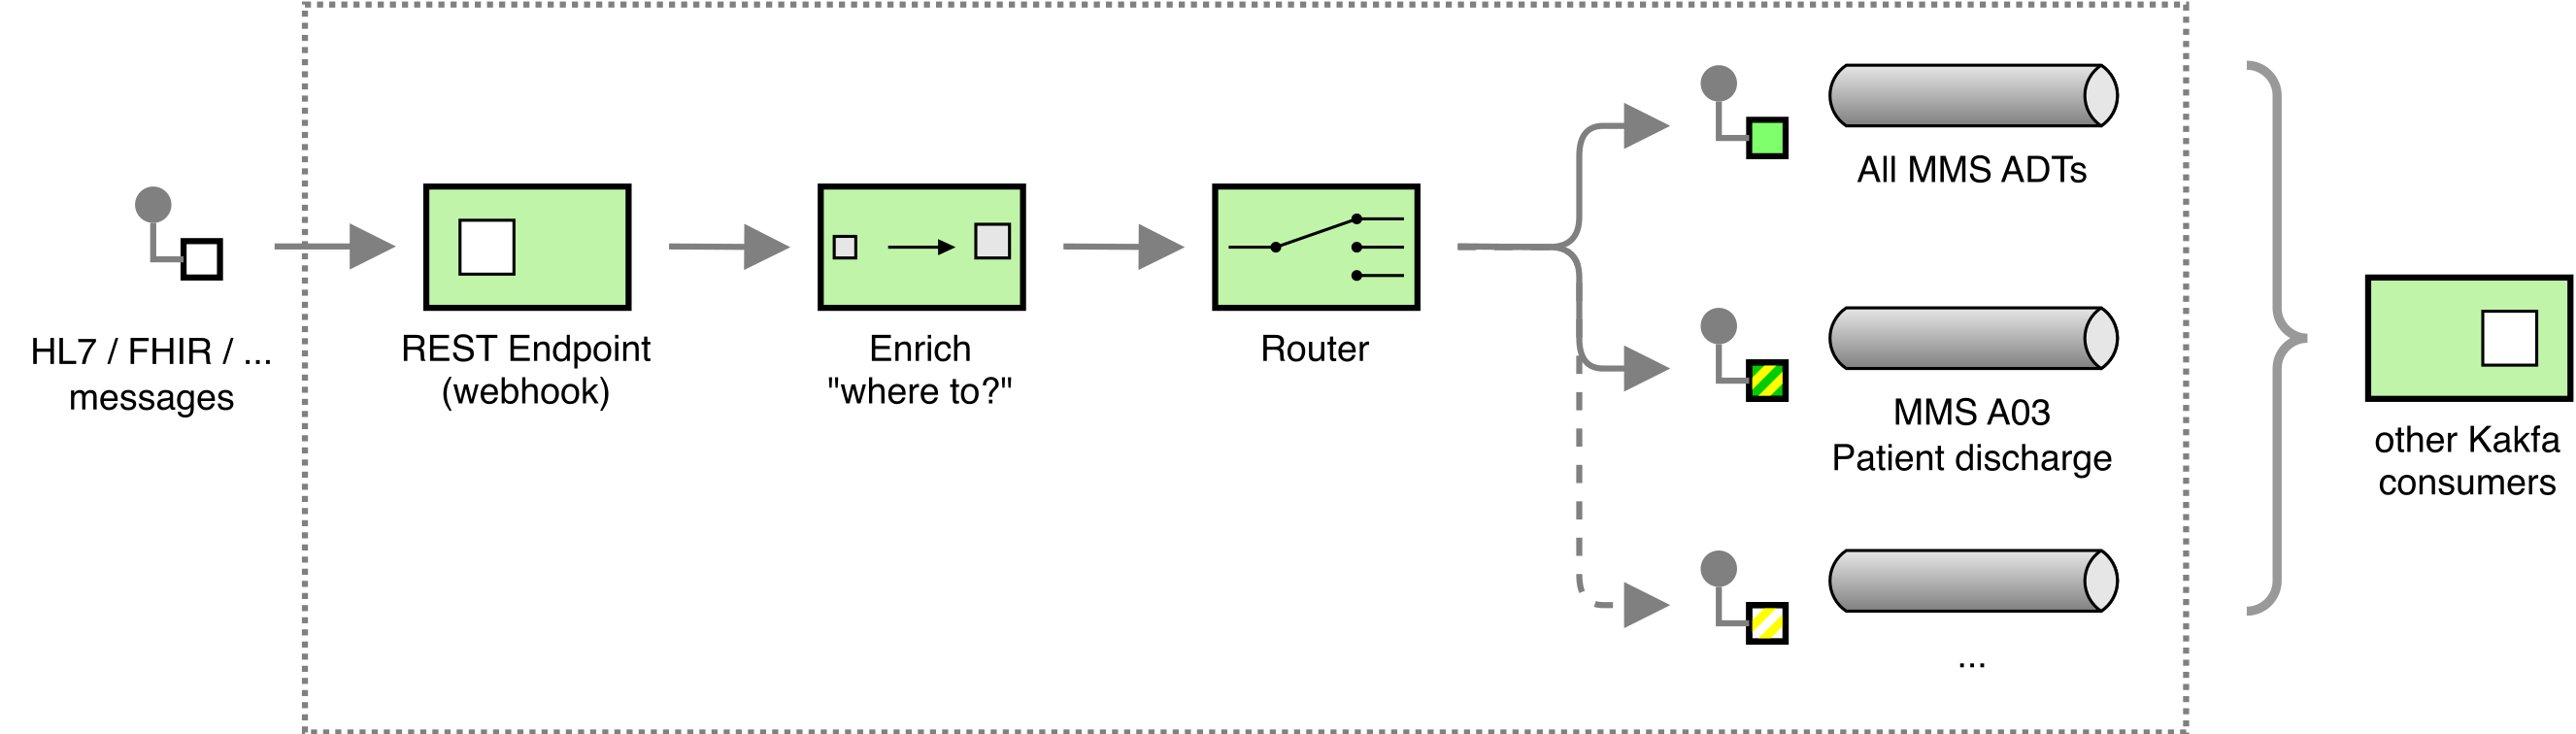 HL7 / FHIR / ...
messages
REST Endpoint
(webhook)
Enrich
"where to?"
Router
All MMS ADTs
MMS A03
Patient discharge
...
other Kakfa
consumers